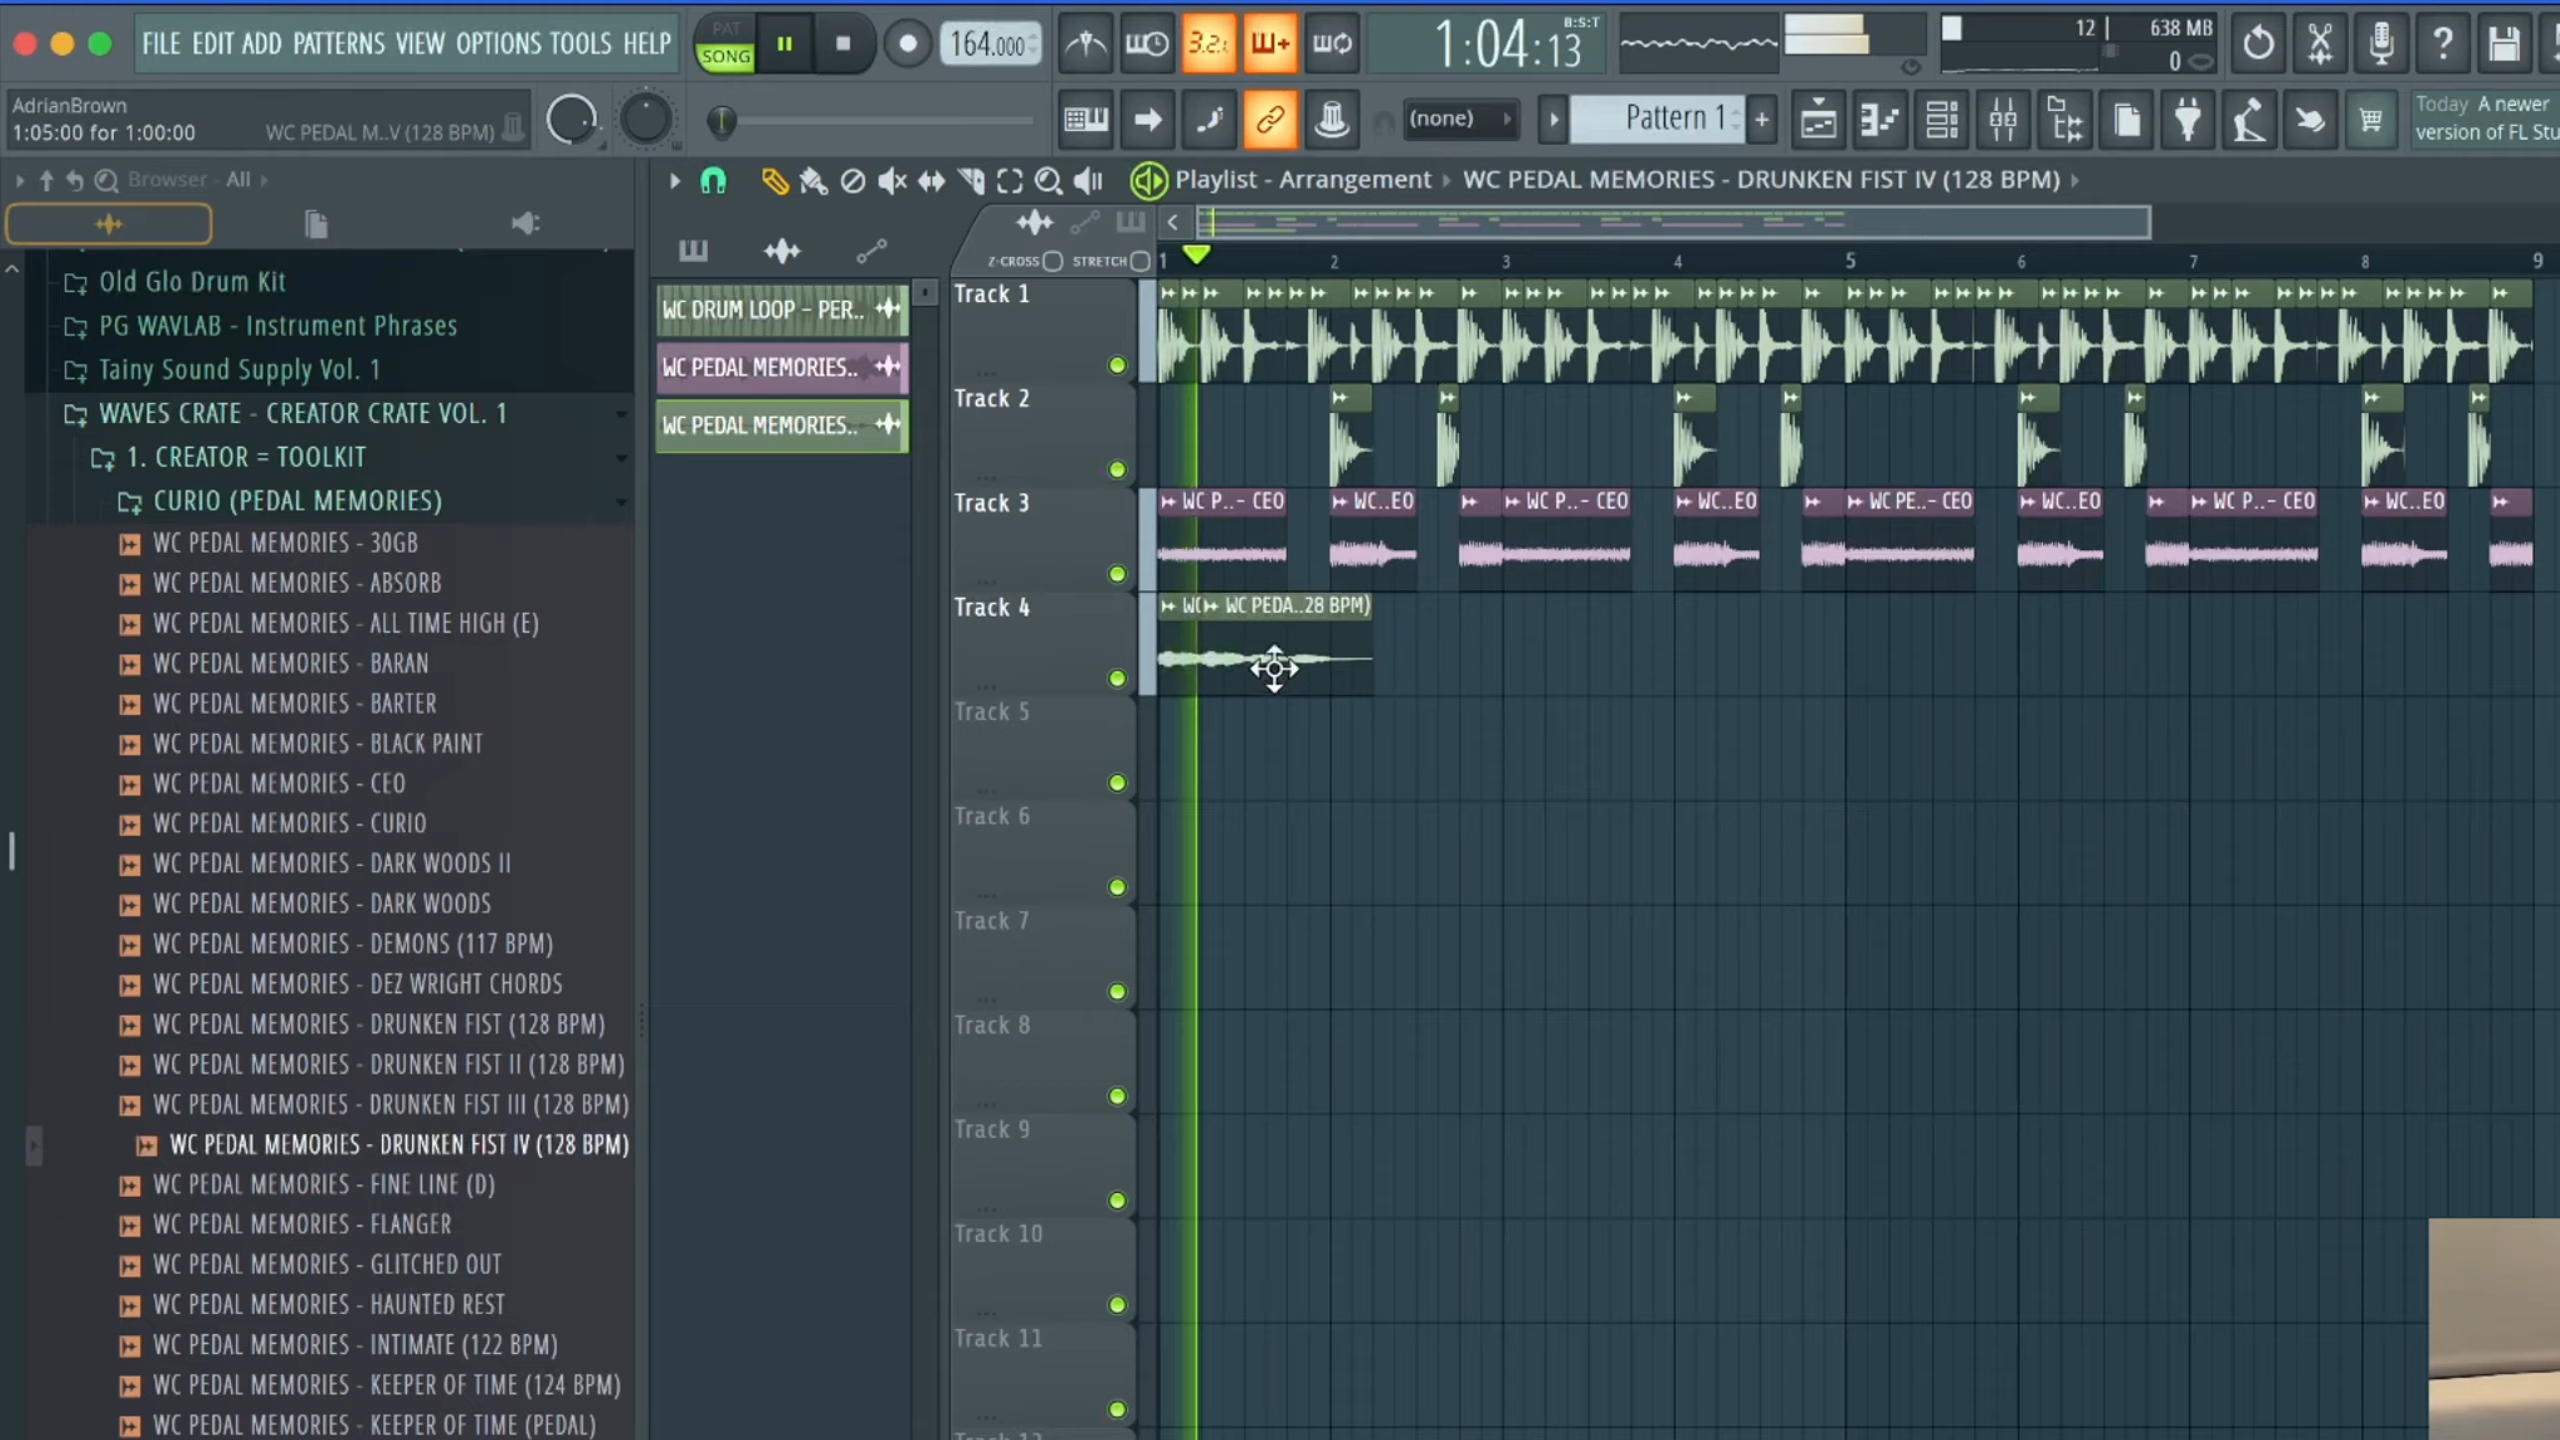 FILE EDIT ADD PATTERNS VIEW OPTIONS TOOLS HELP
PAT
SONG
164.000
3.2.
1:04:13
B:S:T
12
638 MB
0
AdrianBrown
1:05:00 for 1:00:00
WC PEDAL M..V (128 BPM)
(none)
Pattern 1
Today A newer
version of FL Stu
Browser - All
Playlist - Arrangement
WC PEDAL MEMORIES - DRUNKEN FIST IV (128 BPM)
Z-CROSS
STRETCH
1 2 3 4 5 6 7 8 9
Old Glo Drum Kit
PG WAVLAB - Instrument Phrases
Tainy Sound Supply Vol. 1
WAVES CRATE - CREATOR CRATE VOL. 1
1. CREATOR = TOOLKIT
CURIO (PEDAL MEMORIES)
WC PEDAL MEMORIES - 30GB
WC PEDAL MEMORIES - ABSORB
WC PEDAL MEMORIES - ALL TIME HIGH (E)
WC PEDAL MEMORIES - BARAN
WC PEDAL MEMORIES - BARTER
WC PEDAL MEMORIES - BLACK PAINT
WC PEDAL MEMORIES - CEO
WC PEDAL MEMORIES - CURIO
WC PEDAL MEMORIES - DARK WOODS II
WC PEDAL MEMORIES - DARK WOODS
WC PEDAL MEMORIES - DEMONS (117 BPM)
WC PEDAL MEMORIES - DEZ WRIGHT CHORDS
WC PEDAL MEMORIES - DRUNKEN FIST (128 BPM)
WC PEDAL MEMORIES - DRUNKEN FIST II (128 BPM)
WC PEDAL MEMORIES - DRUNKEN FIST III (128 BPM)
WC PEDAL MEMORIES - DRUNKEN FIST IV (128 BPM)
WC PEDAL MEMORIES - FINE LINE (D)
WC PEDAL MEMORIES - FLANGER
WC PEDAL MEMORIES - GLITCHED OUT
WC PEDAL MEMORIES - HAUNTED REST
WC PEDAL MEMORIES - INTIMATE (122 BPM)
WC PEDAL MEMORIES - KEEPER OF TIME (124 BPM)
WC PEDAL MEMORIES - KEEPER OF TIME (PEDAL)
WC DRUM LOOP - PER..
WC PEDAL MEMORIES..
WC PEDAL MEMORIES..
Track 1
Track 2
Track 3
WC P..- CEO WC..EO WC P..- CEO WC..EO WC PE..- CEO WC..EO WC P..- CEO WC..EO
Track 4
WC WC PEDA..28 BPM)
Track 5
Track 6
Track 7
Track 8
Track 9
Track 10
Track 11